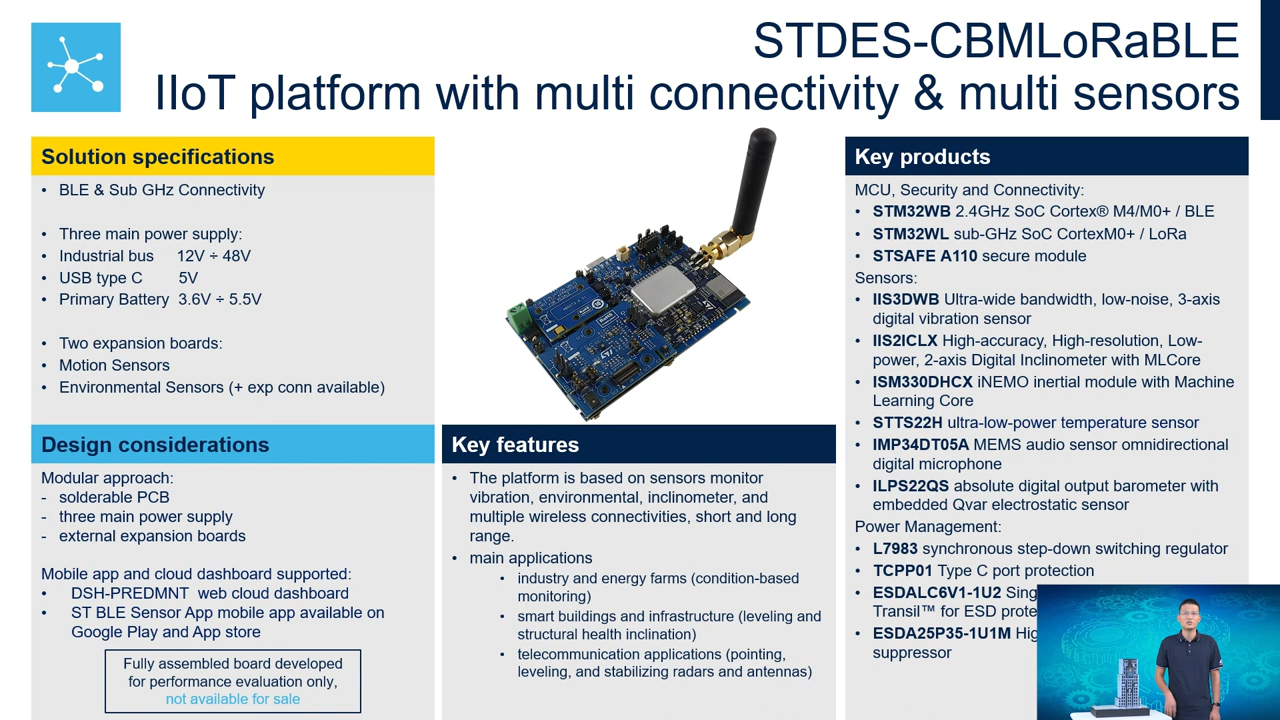 STDES-CBMLoRaBLE
IIoT platform with multi connectivity & multi sensors
Solution specifications
• BLE & Sub GHz Connectivity
• Three main power supply:
• Industrial bus 12V ÷ 48V
• USB type C 5V
• Primary Battery 3.6V ÷ 5.5V
• Two expansion boards:
• Motion Sensors
• Environmental Sensors (+ exp conn available)
Design considerations
Modular approach:
- solderable PCB
- three main power supply
- external expansion boards
Mobile app and cloud dashboard supported:
• DSH-PREDMNT web cloud dashboard
• ST BLE Sensor App mobile app available on
Google Play and App store
Fully assembled board developed
for performance evaluation only,
not available for sale
Key features
• The platform is based on sensors monitor
vibration, environmental, inclinometer, and
multiple wireless connectivities, short and long
range.
• main applications
• industry and energy farms (condition-based
monitoring)
• smart buildings and infrastructure (leveling and
structural health inclination)
• telecommunication applications (pointing,
leveling, and stabilizing radars and antennas)
Key products
MCU, Security and Connectivity:
• STM32WB 2.4GHz SoC Cortex® M4/M0+ / BLE
• STM32WL sub-GHz SoC CortexM0+ / LoRa
• STSAFE A110 secure module
Sensors:
• IIS3DWB Ultra-wide bandwidth, low-noise, 3-axis
digital vibration sensor
• IIS2ICLX High-accuracy, High-resolution, Low-
power, 2-axis Digital Inclinometer with MLCore
• ISM330DHCX iNEMO inertial module with Machine
Learning Core
• STTS22H ultra-low-power temperature sensor
• IMP34DT05A MEMS audio sensor omnidirectional
digital microphone
• ILPS22QS absolute digital output barometer with
embedded Qvar electrostatic sensor
Power Management:
• L7983 synchronous step-down switching regulator
• TCPP01 Type C port protection
• ESDALC6V1-1U2 Sing
Transil™ for ESD prote
• ESDA25P35-1U1M Hig
suppressor